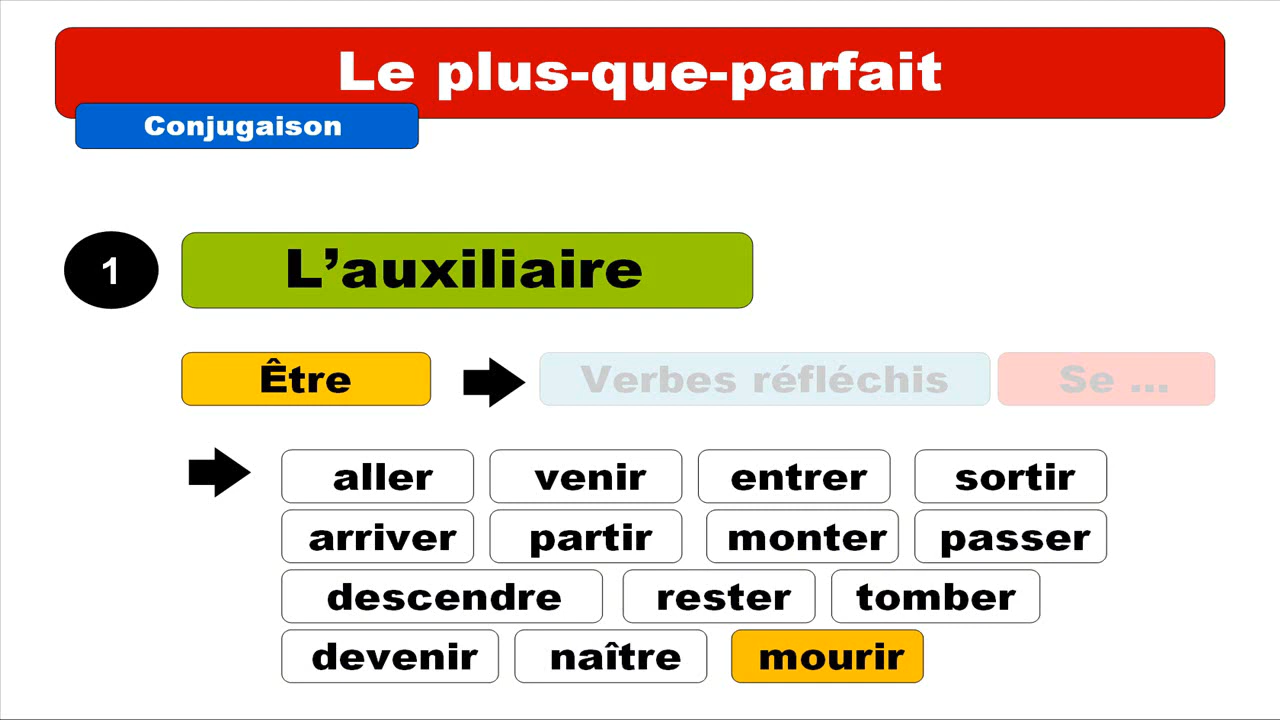 Le plus-que-parfait
Conjugaison
1 L’auxiliaire
Être Verbes réfléchis Se ...
aller venir entrer sortir
arriver partir monter passer
descendre rester tomber
devenir naître mourir